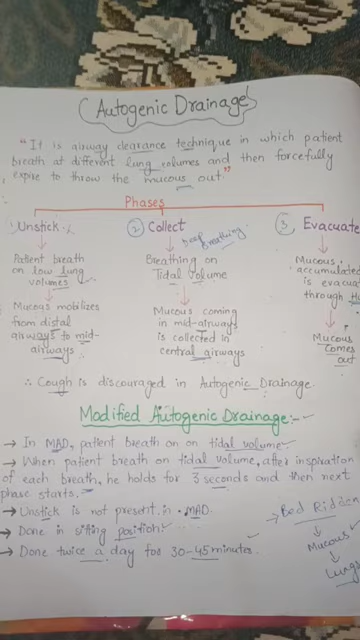 Autogenic Drainage
"It is airway clearance technique in which patient
breath at different lung volumes and then forcefully
expire to throw the mucous out"
Phases
Unstick
② Collect
③ Evacuate
Deep breathing
Patient breath
on low lung
volumes
Breathing on
Tidal volume
Mucous
accumulated
is evacua
through
Mucous mobilizes
from distal
airways to mid-
airways
Mucous coming
in mid-airways
is collected in
central airways
Mucous
Comes
out
∴ Cough is discouraged in Autogenic Drainage.
Modified Autogenic Drainage:-
→ In MAD, patient breath on on tidal volume
→ When patient breath on tidal volume, after inspiration
of each breath, he holds for 3 seconds and then next
phase starts.
→ Unstick is not present in MAD.
→ Done in sitting position
→ Done twice a day for 30-45 minutes.
→ Bed Ridden
Mucous
Lungs